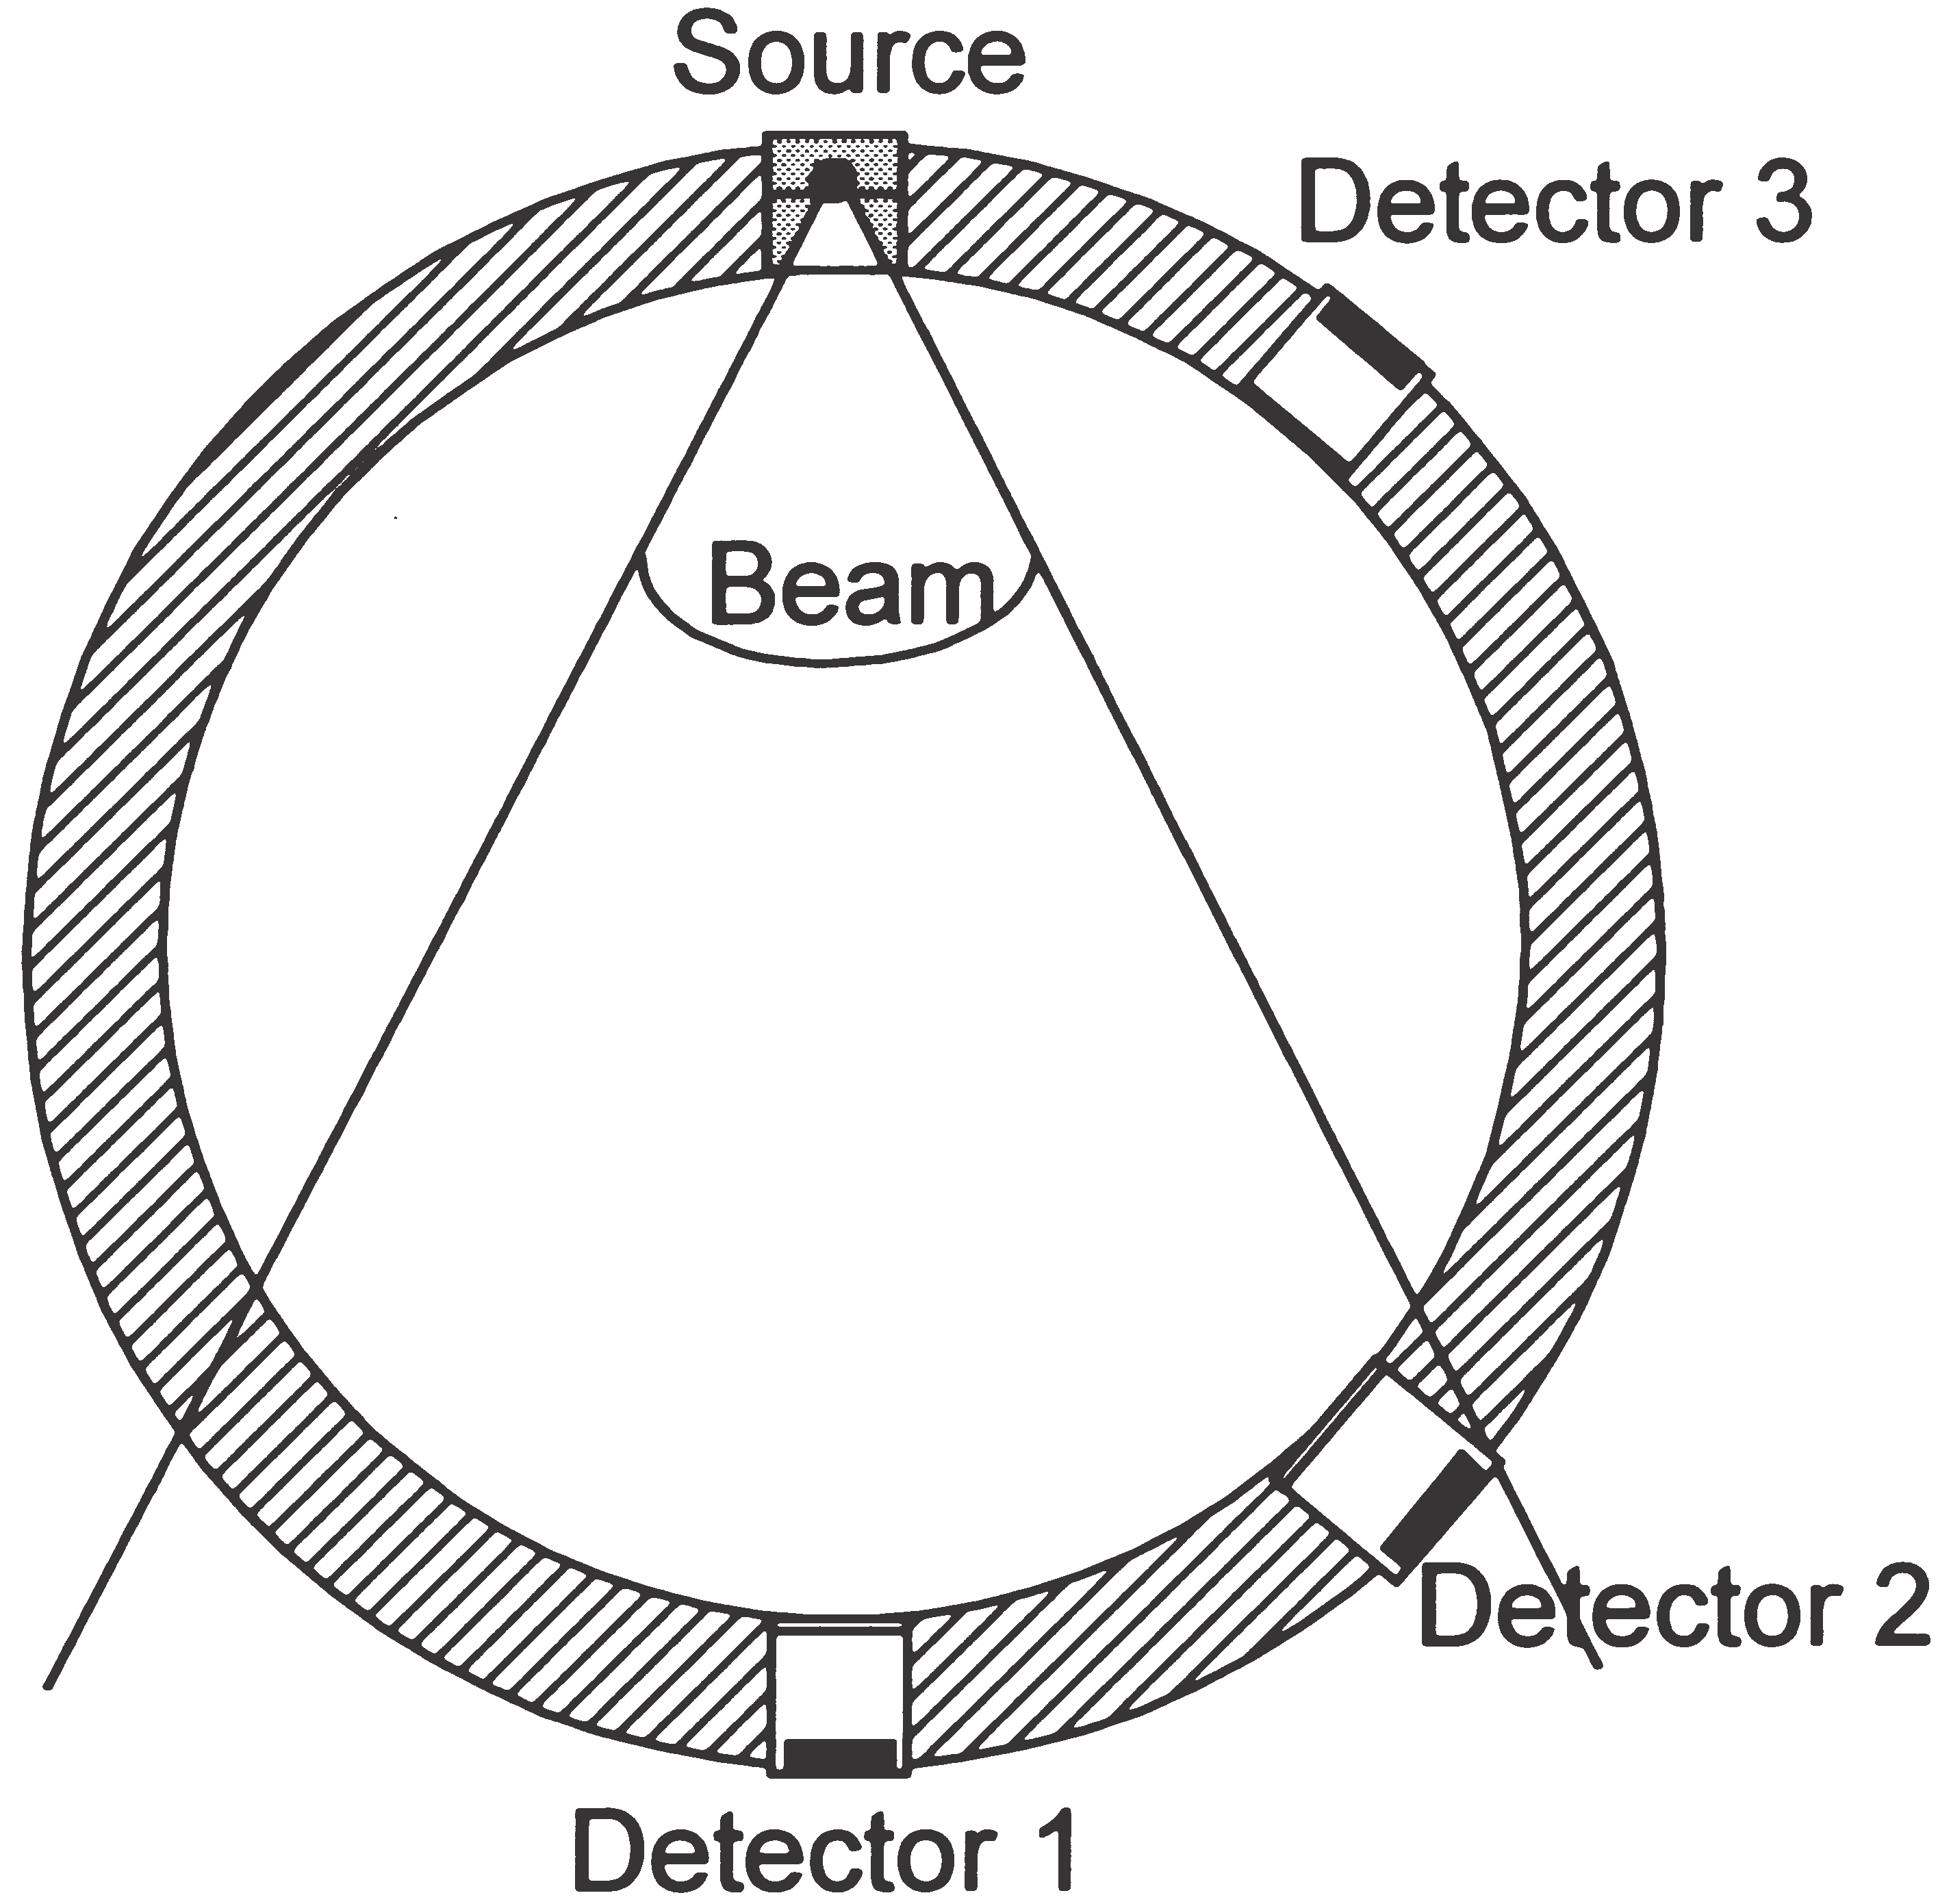 Source
Detector 3
Beam
Detector 2
Detector 1